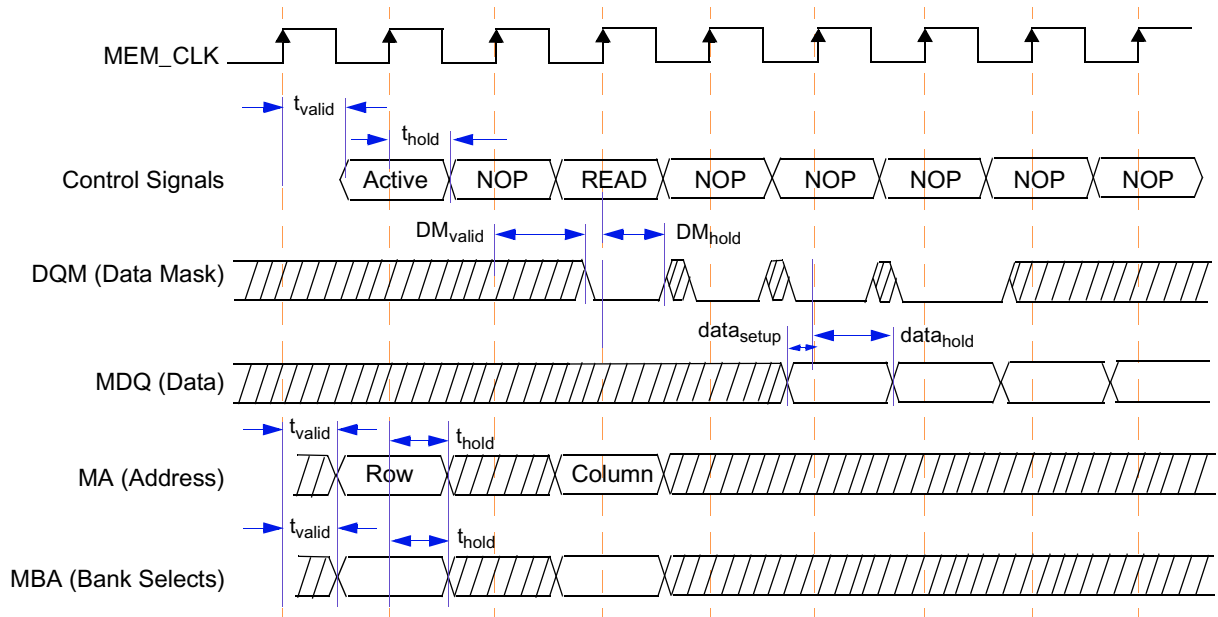 MEM_CLK
tvalid
thold
Control Signals
Active NOP READ NOP NOP NOP NOP NOP
DMvalid
DMhold
DQM (Data Mask)
datasetup
datahold
MDQ (Data)
tvalid
thold
MA (Address)
Row
Column
tvalid
thold
MBA (Bank Selects)